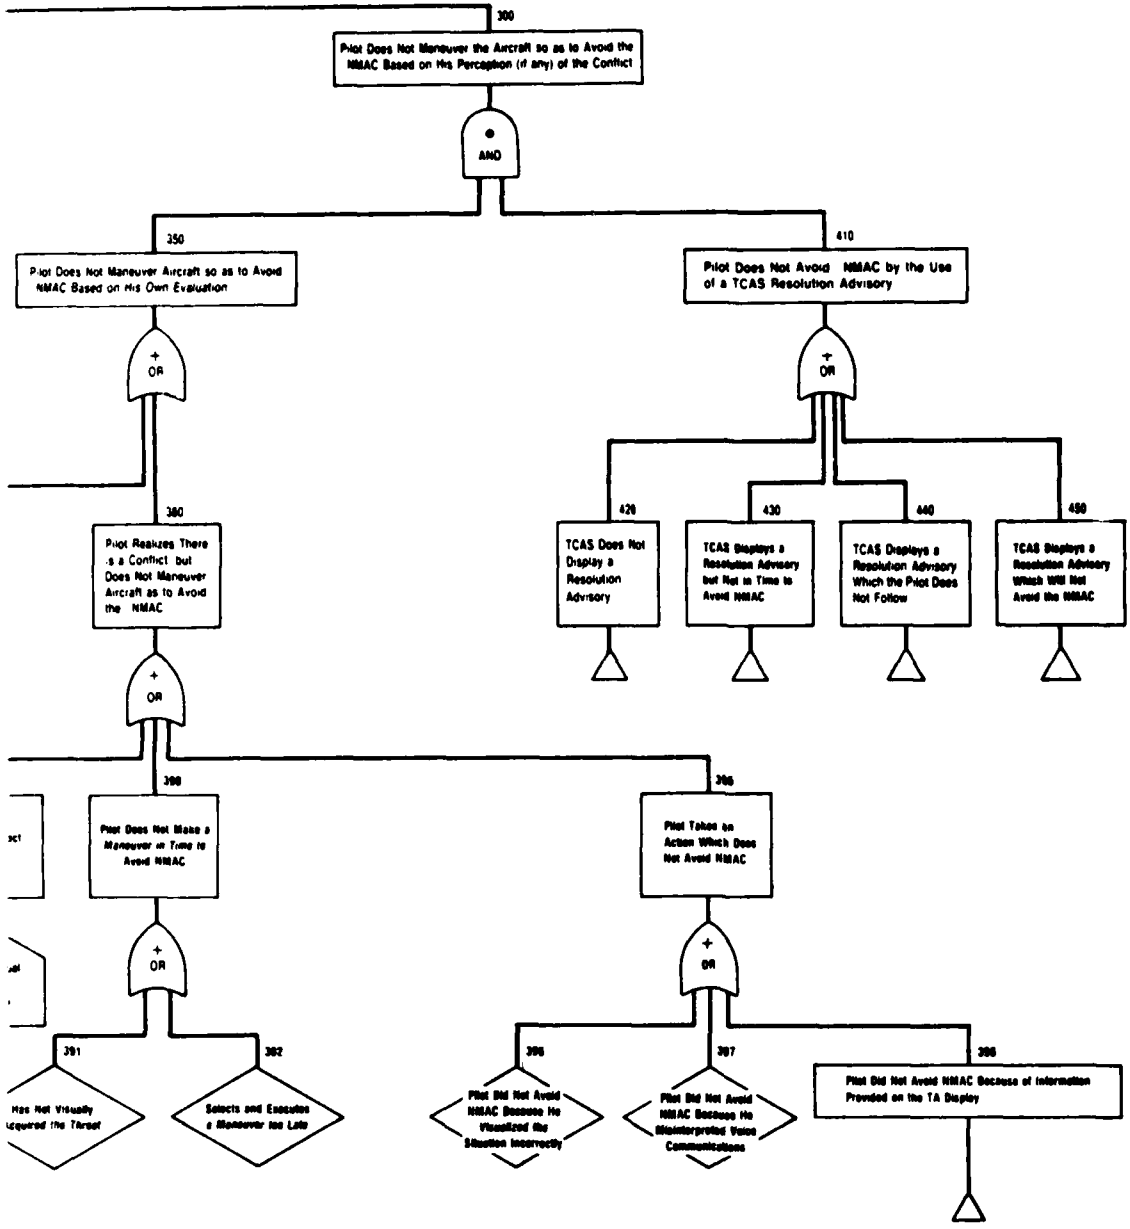 300
Pilot Does Not Maneuver the Aircraft so as to Avoid the
NMAC Based on His Perception (if any) of the Conflict
AND
350
Pilot Does Not Maneuver Aircraft so as to Avoid
NMAC Based on His Own Evaluation
OR
410
Pilot Does Not Avoid NMAC by the Use
of a TCAS Resolution Advisory
OR
380
Pilot Realizes There
is a Conflict but
Does Not Maneuver
Aircraft as to Avoid
the NMAC
OR
420
TCAS Does Not
Display a
Resolution
Advisory
430
TCAS Displays a
Resolution Advisory
but Not in Time to
Avoid NMAC
440
TCAS Displays a
Resolution Advisory
Which the Pilot Does
Not Follow
450
TCAS Displays a
Resolution Advisory
Which Will Not
Avoid the NMAC
390
Pilot Does Not Make a
Maneuver in Time to
Avoid NMAC
OR
395
Pilot Takes an
Action Which Does
Not Avoid NMAC
OR
391
Has Not Visually
Acquired the Threat
392
Selects and Executes
a Maneuver too Late
396
Pilot Did Not Avoid
NMAC Because He
Visualized the
Situation Incorrectly
397
Pilot Did Not Avoid
NMAC Because He
Misinterpreted Voice
Communications
Pilot Did Not Avoid NMAC Because of Information
Provided on the TA Display